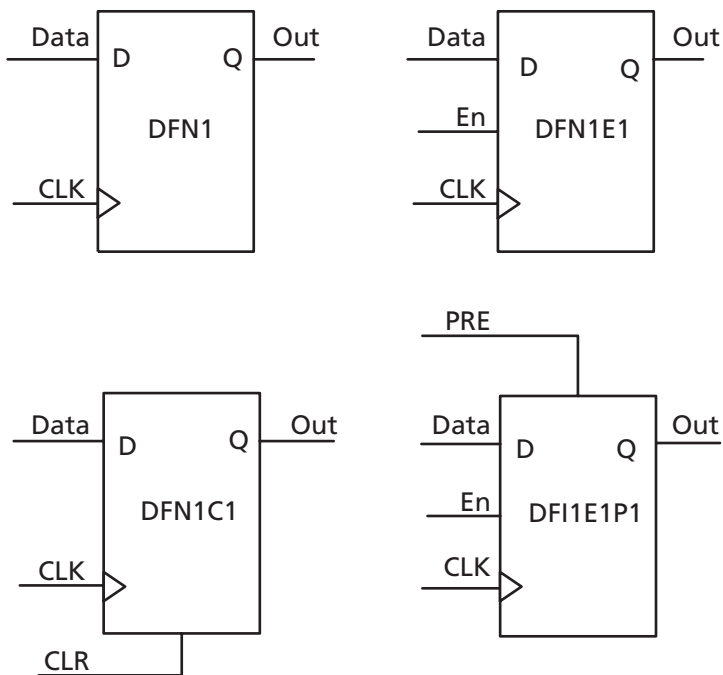 Data
Out
D
Q
DFN1
CLK
Data
Out
D
Q
En
DFN1E1
CLK
Data
Out
D
Q
DFN1C1
CLK
CLR
PRE
Data
Out
D
Q
En
DFI1E1P1
CLK